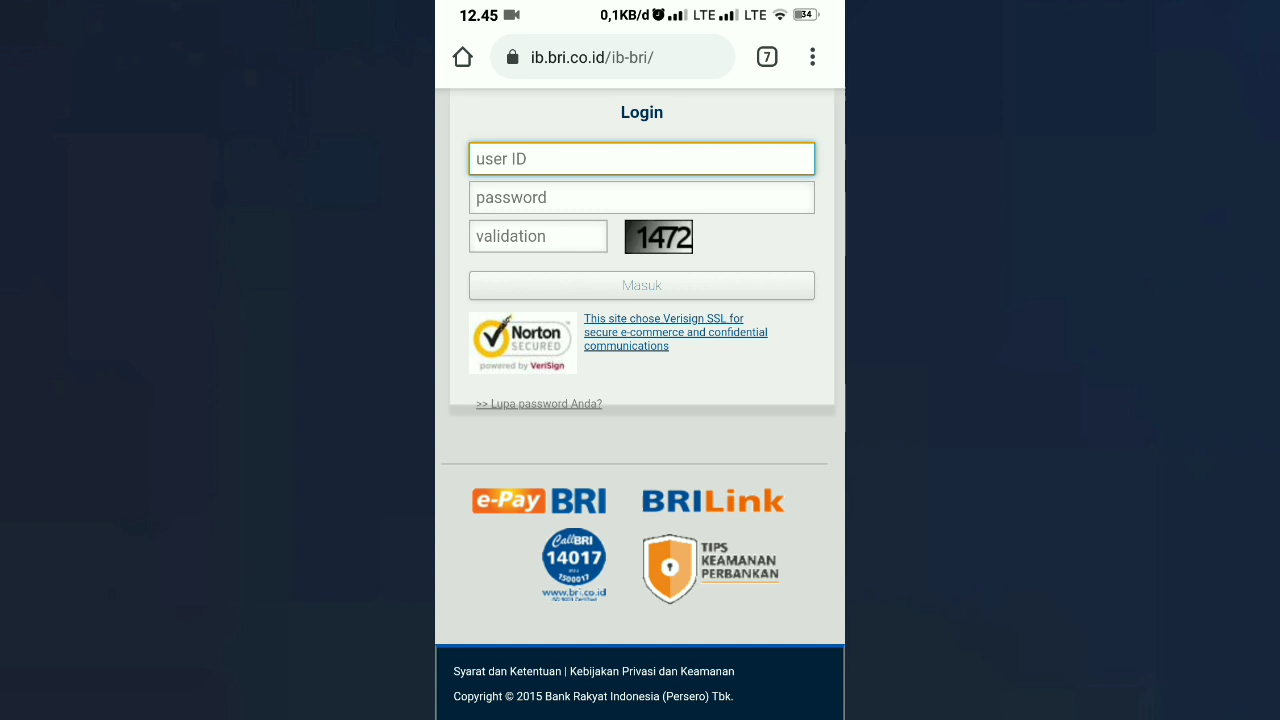 12.45 0,1KB/d LTE LTE 34
ib.bri.co.id/ib-bri/ 7
Login
user ID
password
validation 1472
Masuk
Norton
SECURED
powered by VeriSign
This site chose Verisign SSL for
secure e-commerce and confidential
communications
>> Lupa password Anda?
e-Pay BRI
BRILink
Call BRI
14017
1500017
www.bri.co.id
TIPS
KEAMANAN
PERBANKAN
Syarat dan Ketentuan | Kebijakan Privasi dan Keamanan
Copyright © 2015 Bank Rakyat Indonesia (Persero) Tbk.